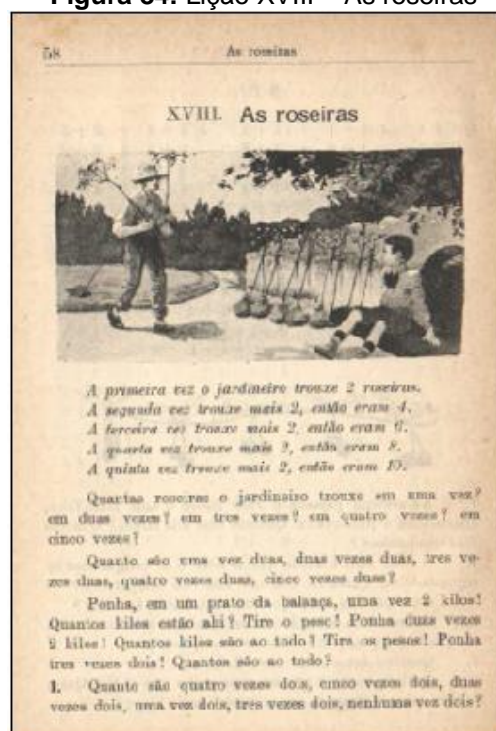 Figura 34: Lição XVIII – As roseiras
58
As roseiras
XVIII. As roseiras
A primeira vez o jardineiro trouxe 2 roseiras.
A segunda vez trouxe mais 2, então eram 4.
A terceira vez trouxe mais 2, então eram 6.
A quarta vez trouxe mais 2, então eram 8.
A quinta vez trouxe mais 2, então eram 10.
Quantas roseiras o jardineiro trouxe em uma vez?
em duas vezes? em tres vezes? em quatro vezes? em
cinco vezes?
Quanto são uma vez duas, duas vezes duas, tres ve-
zes duas, quatro vezes duas, cinco vezes duas?
Ponha, em um prato da balança, uma vez 2 kilos!
Quantos kilos estão ahi? Tire o peso! Ponha duas vezes
2 kilos! Quantos kilos são ao todo? Tire os pesos! Ponha
tres vezes dois! Quantos são ao todo?
1. Quanto são quatro vezes dois, cinco vezes dois, duas
vezes dois, uma vez dois, tres vezes dois, nenhuma vez dois?